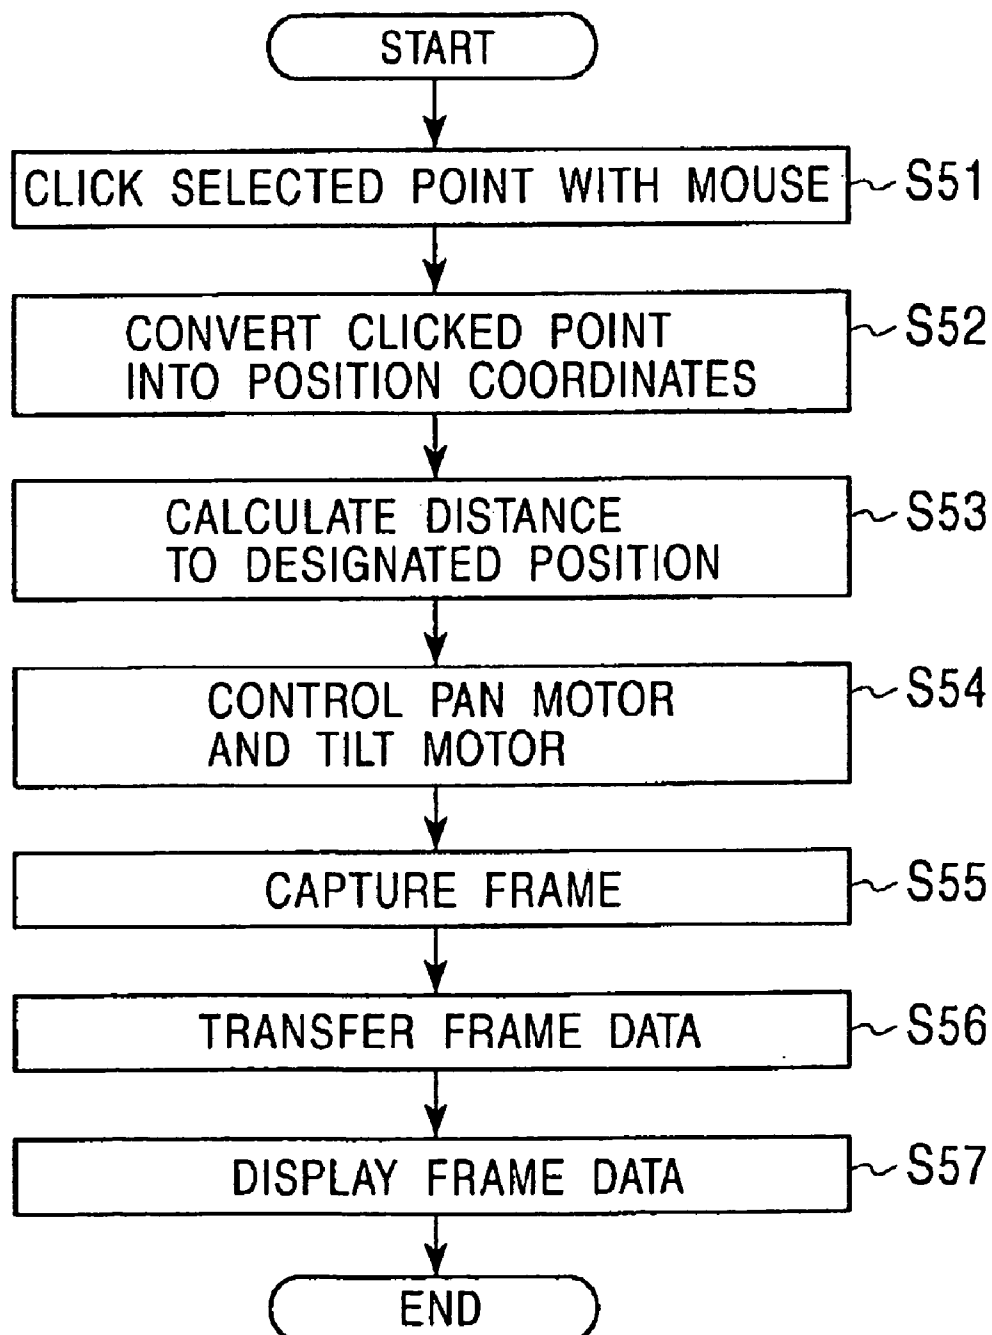 START
CLICK SELECTED POINT WITH MOUSE
S51
CONVERT CLICKED POINT
INTO POSITION COORDINATES
S52
CALCULATE DISTANCE
TO DESIGNATED POSITION
S53
CONTROL PAN MOTOR
AND TILT MOTOR
S54
CAPTURE FRAME
S55
TRANSFER FRAME DATA
S56
DISPLAY FRAME DATA
S57
END